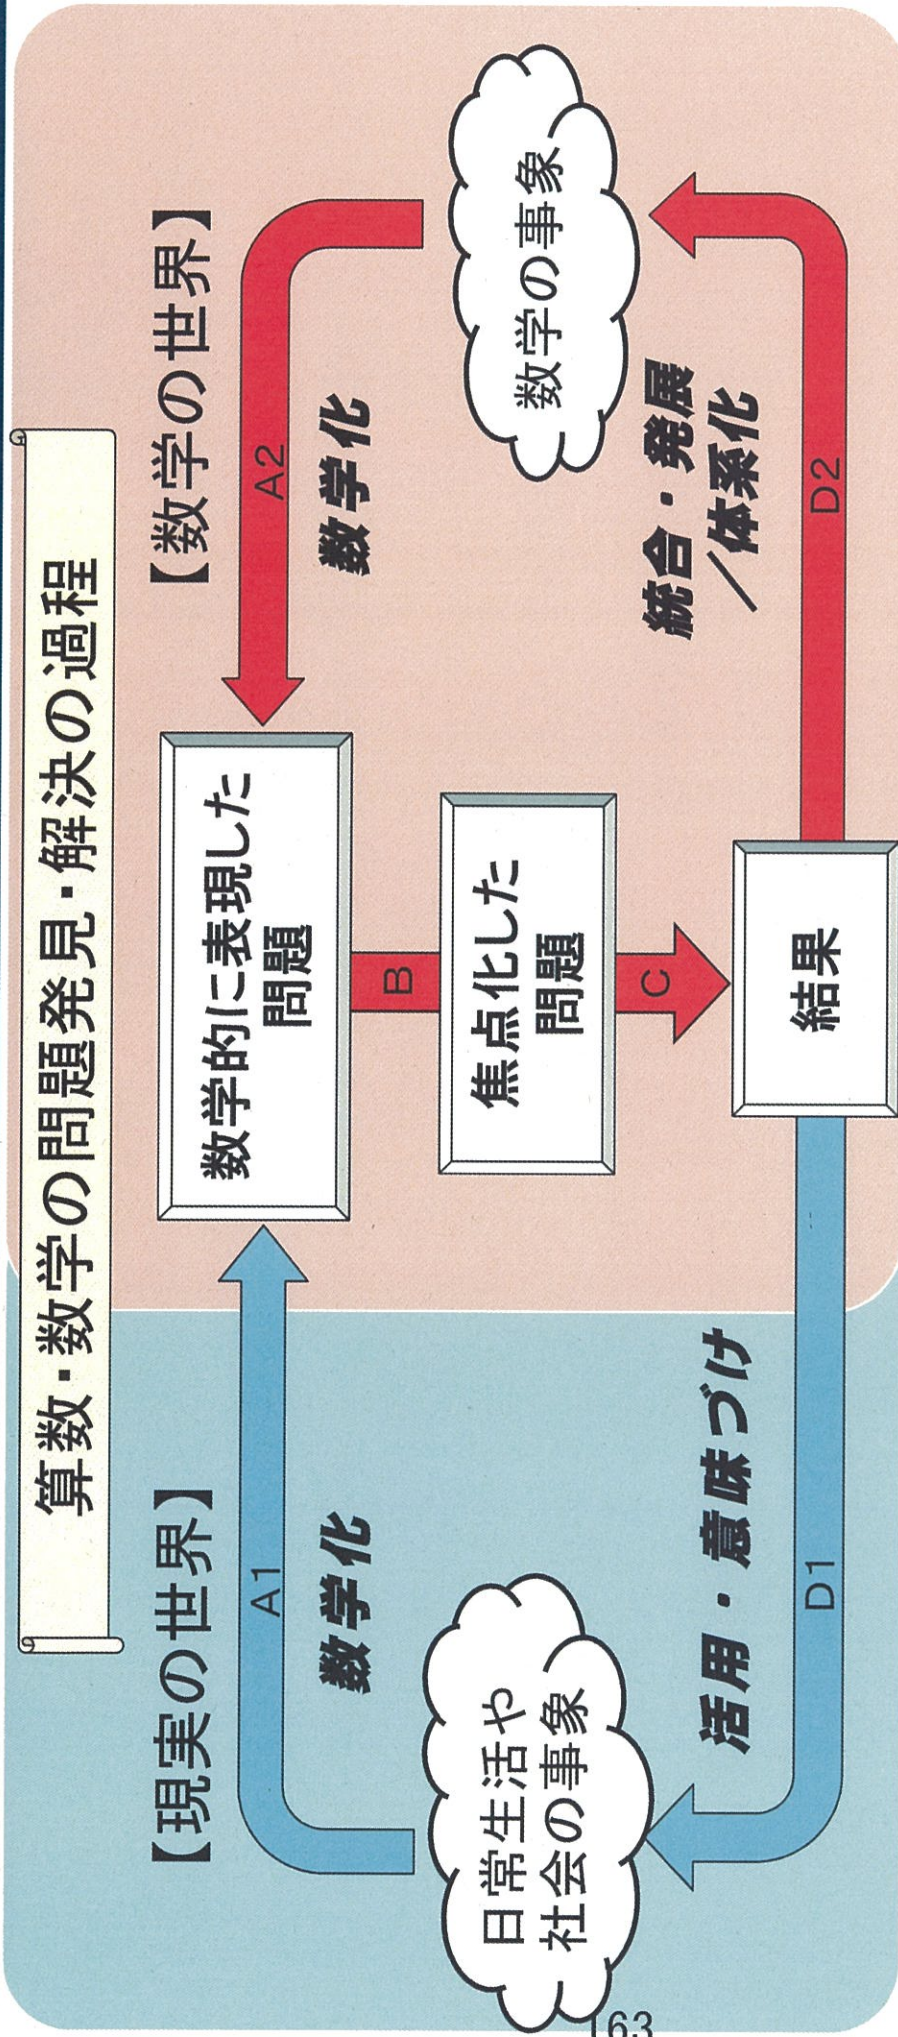 算数・数学の問題発見・解決の過程
【現実の世界】
【数学の世界】
A1
数学化
A2
数学化
数学的に表現した
問題
B
日常生活や
社会の事象
焦点化した
問題
数学の事象
C
活用・意味づけ
統合・発展
／体系化
結果
D1
D2
163